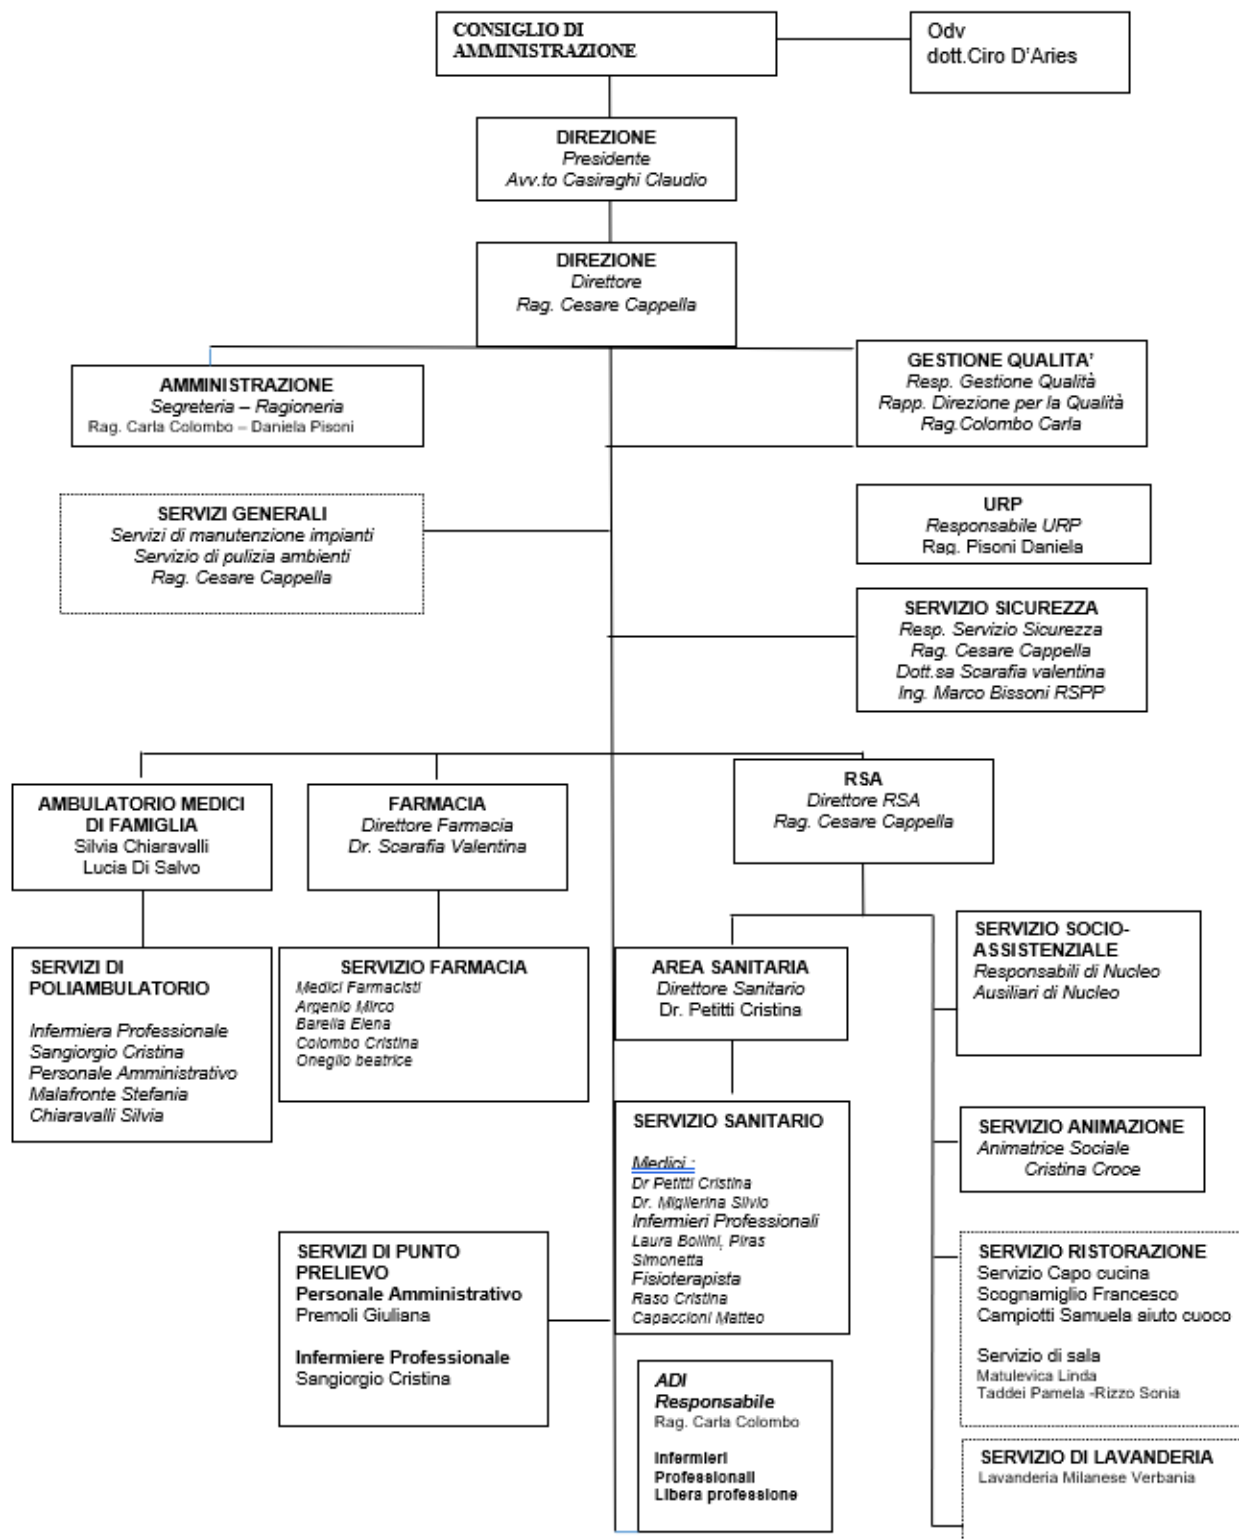 CONSIGLIO DI
AMMINISTRAZIONE
Odv
dott.Ciro D'Aries
DIREZIONE
Presidente
Avv.to Casiraghi Claudio
DIREZIONE
Direttore
Rag. Cesare Cappella
AMMINISTRAZIONE
Segreteria – Ragioneria
Rag. Carla Colombo – Daniela Pisoni
GESTIONE QUALITA'
Resp. Gestione Qualità
Rapp. Direzione per la Qualità
Rag.Colombo Carla
SERVIZI GENERALI
Servizi di manutenzione impianti
Servizio di pulizia ambienti
Rag. Cesare Cappella
URP
Responsabile URP
Rag. Pisoni Daniela
SERVIZIO SICUREZZA
Resp. Servizio Sicurezza
Rag. Cesare Cappella
Dott.sa Scarafia valentina
Ing. Marco Bissoni RSPP
AMBULATORIO MEDICI
DI FAMIGLIA
Silvia Chiaravalli
Lucia Di Salvo
FARMACIA
Direttore Farmacia
Dr. Scarafia Valentina
RSA
Direttore RSA
Rag. Cesare Cappella
SERVIZI DI
POLIAMBULATORIO
Infermiera Professionale
Sangiorgio Cristina
Personale Amministrativo
Malafronte Stefania
Chiaravalli Silvia
SERVIZIO FARMACIA
Medici Farmacisti
Argenio Mirco
Barella Elena
Colombo Cristina
Oneglio beatrice
AREA SANITARIA
Direttore Sanitario
Dr. Petitti Cristina
SERVIZIO SOCIO-
ASSISTENZIALE
Responsabili di Nucleo
Ausiliari di Nucleo
SERVIZIO SANITARIO
Medici :
Dr Petitti Cristina
Dr. Miglierina Silvio
Infermieri Professionali
Laura Bollini, Piras
Simonetta
Fisioterapista
Raso Cristina
Capaccioni Matteo
SERVIZIO ANIMAZIONE
Animatrice Sociale
Cristina Croce
SERVIZI DI PUNTO
PRELIEVO
Personale Amministrativo
Premoli Giuliana
Infermiere Professionale
Sangiorgio Cristina
SERVIZIO RISTORAZIONE
Servizio Capo cucina
Scognamiglio Francesco
Campiotti Samuela aiuto cuoco
Servizio di sala
Matulevica Linda
Taddei Pamela -Rizzo Sonia
ADI
Responsabile
Rag. Carla Colombo
Infermieri
Professionali
Libera professione
SERVIZIO DI LAVANDERIA
Lavanderia Milanese Verbania